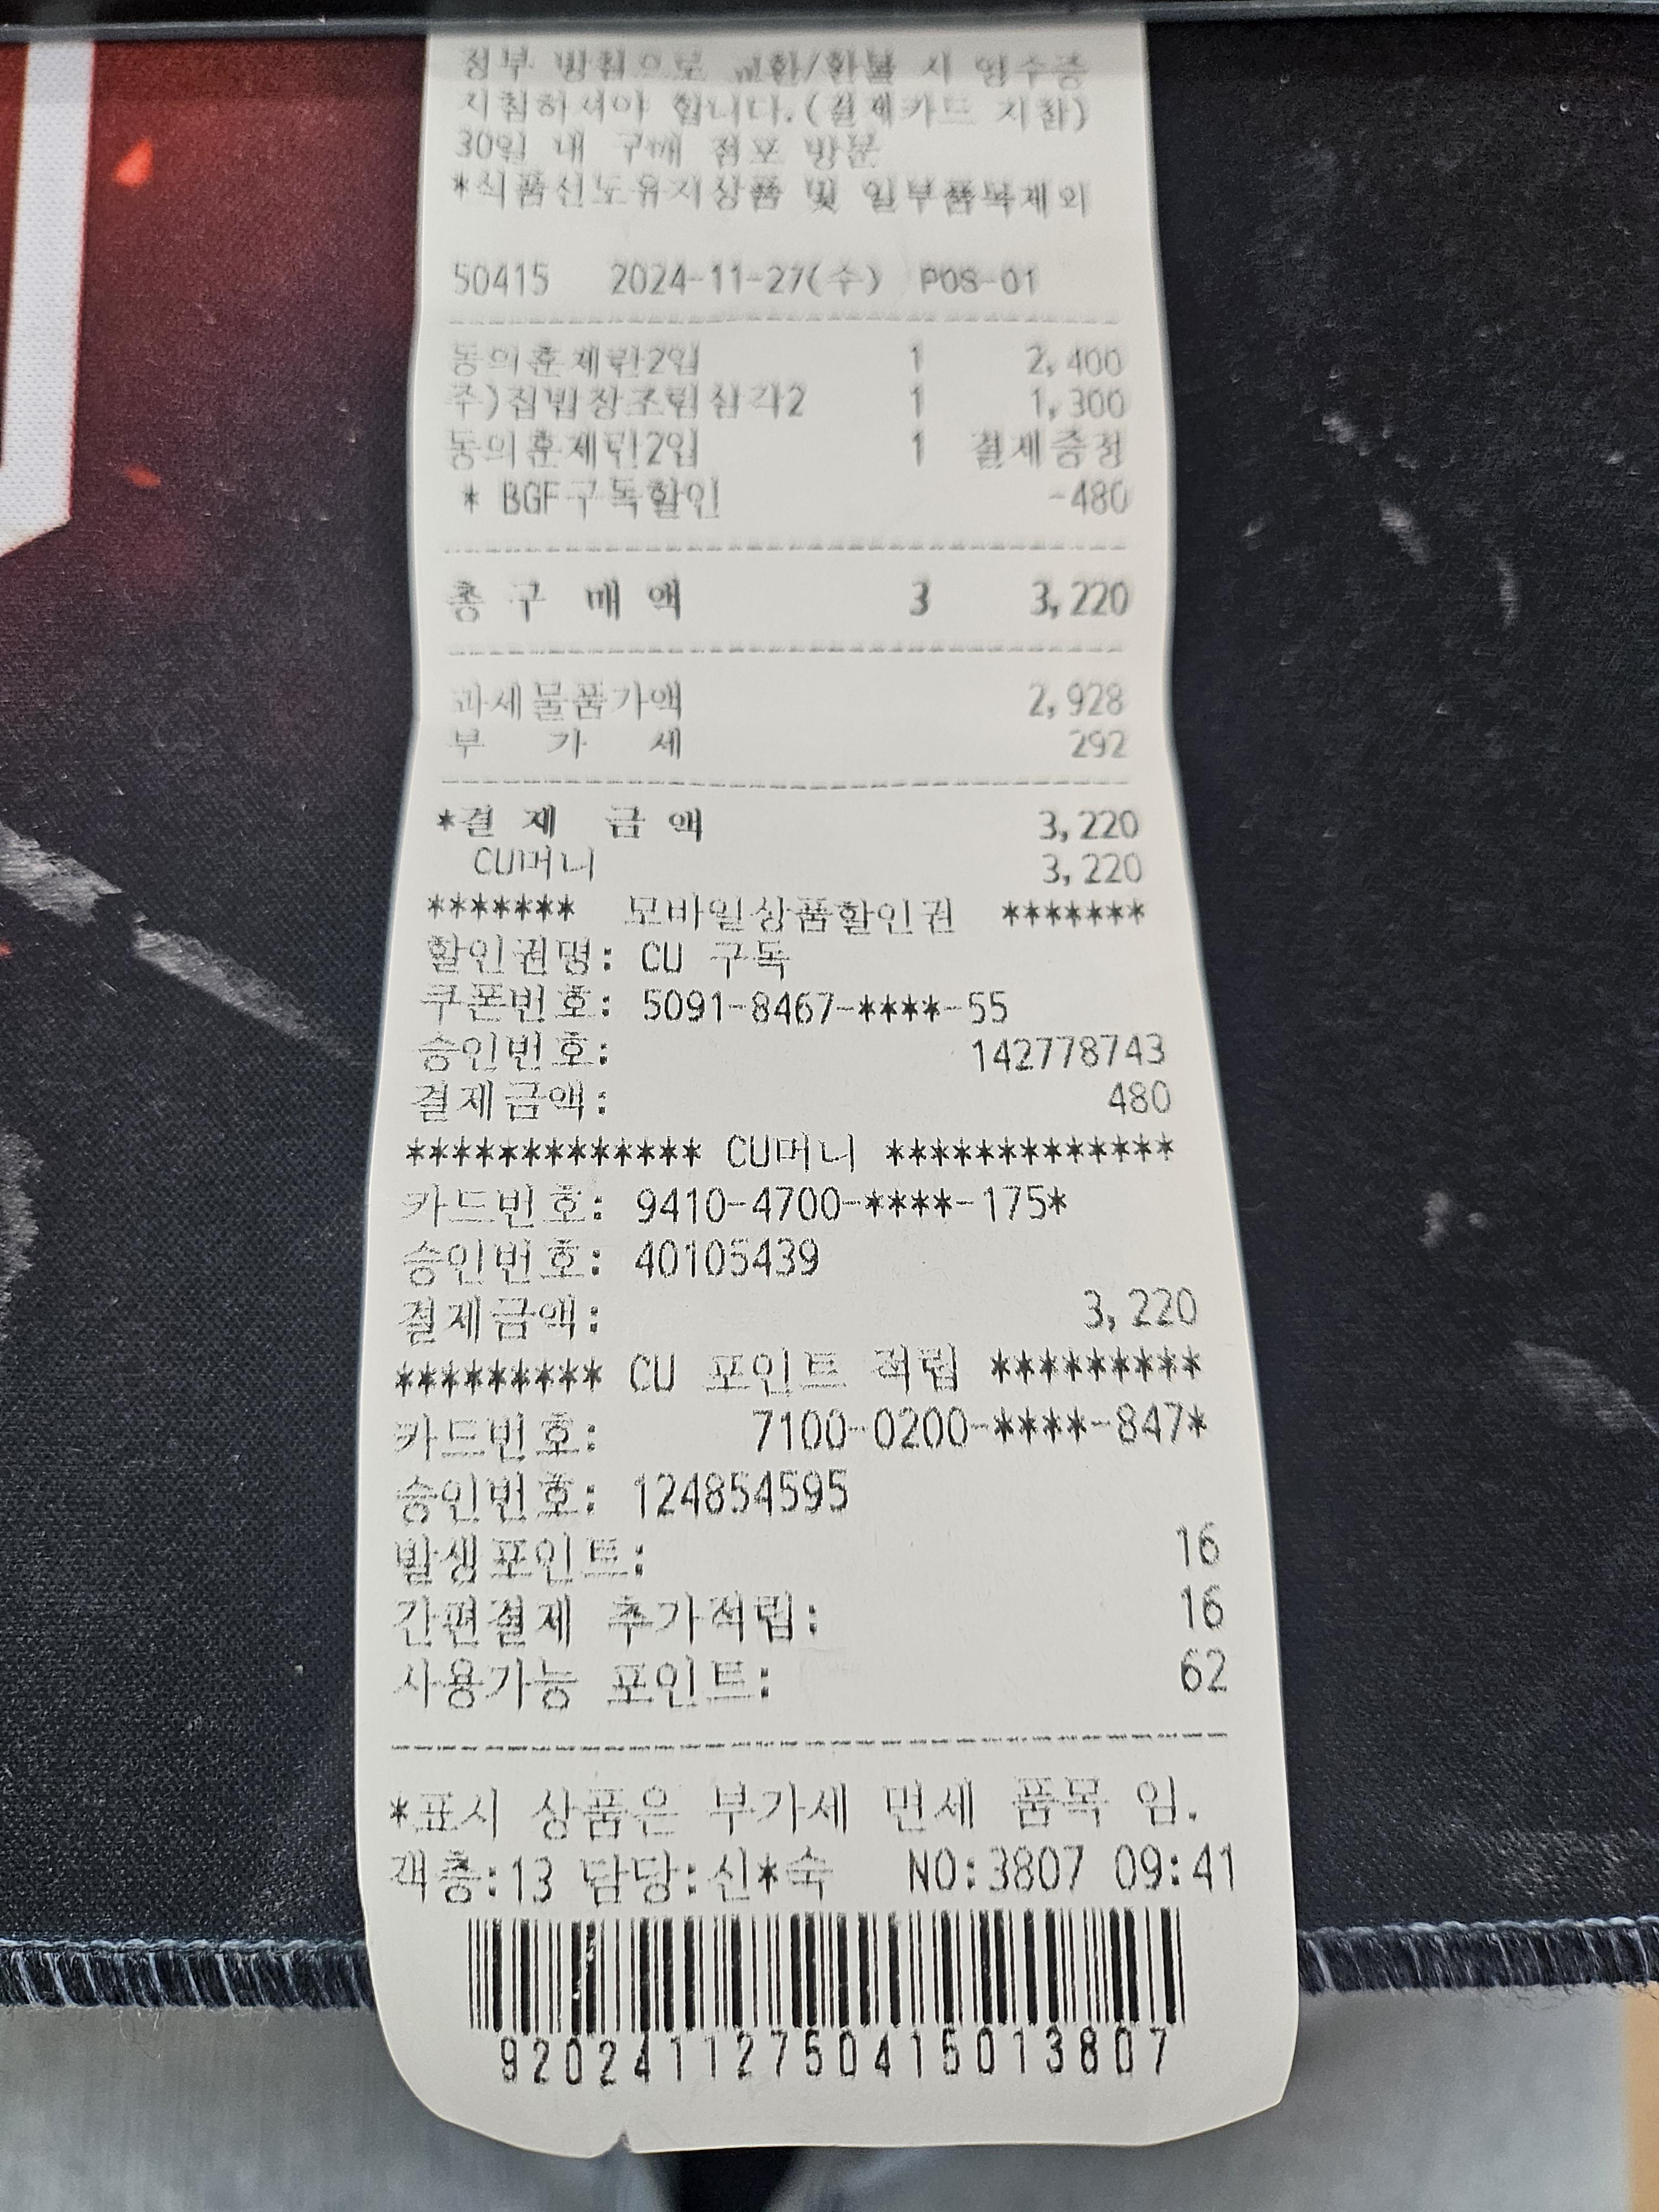 정부 방침으로 교환/환불 시 영수증
지침하셔야 합니다.(결제카드 지참)
30일 내 구매 점포 방문
*식품선도유지상품 및 일부품목제외
50415 2024-11-27(수) POS-01
동의훈제란2입 1 2,400
주)집밥장조림삼각2 1 1,300
동의훈제란2입 1 결제증정
* BGF구독할인 -480
총 구 매 액 3 3,220
과세물품가액 2,928
부 가 세 292
*결 제 금 액 3,220
CU머니 3,220
******* 모바일상품할인권 *******
할인권명: CU 구독
쿠폰번호: 5091-8467-****-55
승인번호: 142778743
결제금액: 480
************* CU머니 *************
카드번호: 9410-4700-****-175*
승인번호: 40105439
결제금액: 3,220
********* CU 포인트 적립 *********
카드번호: 7100-0200-****-847*
승인번호: 124854595
발생포인트: 16
간편결제 추가적립: 16
사용가능 포인트: 62
*표시 상품은 부가세 면세 품목 임.
객층:13 담당:신*숙 NO:3807 09:41
92024112750415013807